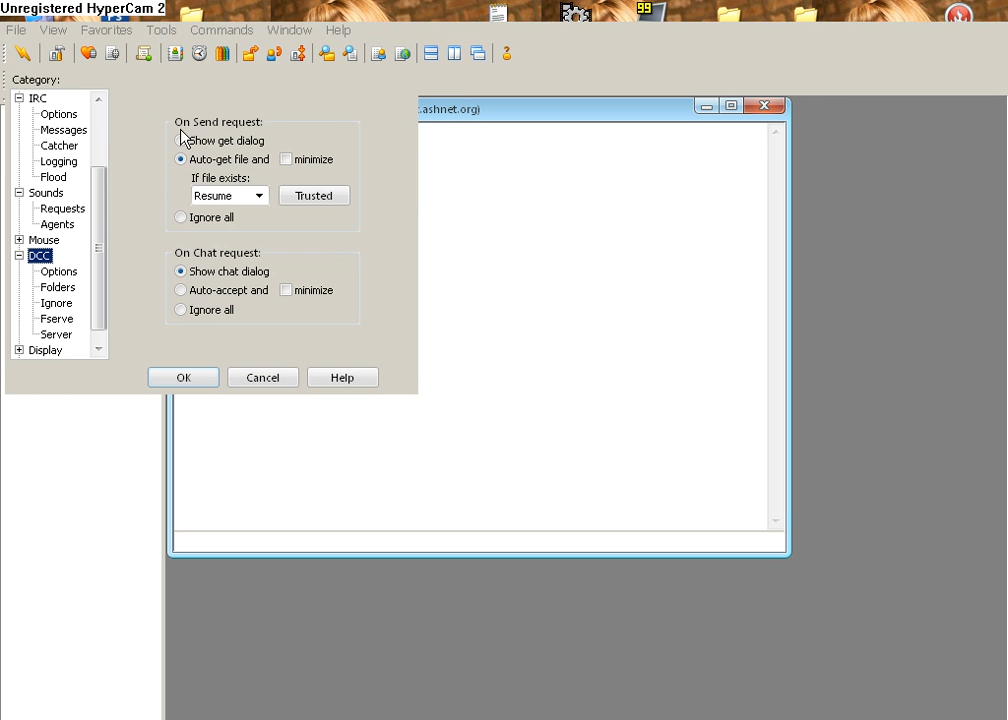 Unregistered HyperCam 2
99
File View Favorites Tools Commands Window Help
Category:
.ashnet.org)
IRC
Options
Messages
Catcher
Logging
Flood
Sounds
Requests
Agents
Mouse
DCC
Options
Folders
Ignore
Fserve
Server
Display
On Send request:
Show get dialog
Auto-get file and minimize
If file exists:
Resume Trusted
Ignore all
On Chat request:
Show chat dialog
Auto-accept and minimize
Ignore all
OK Cancel Help